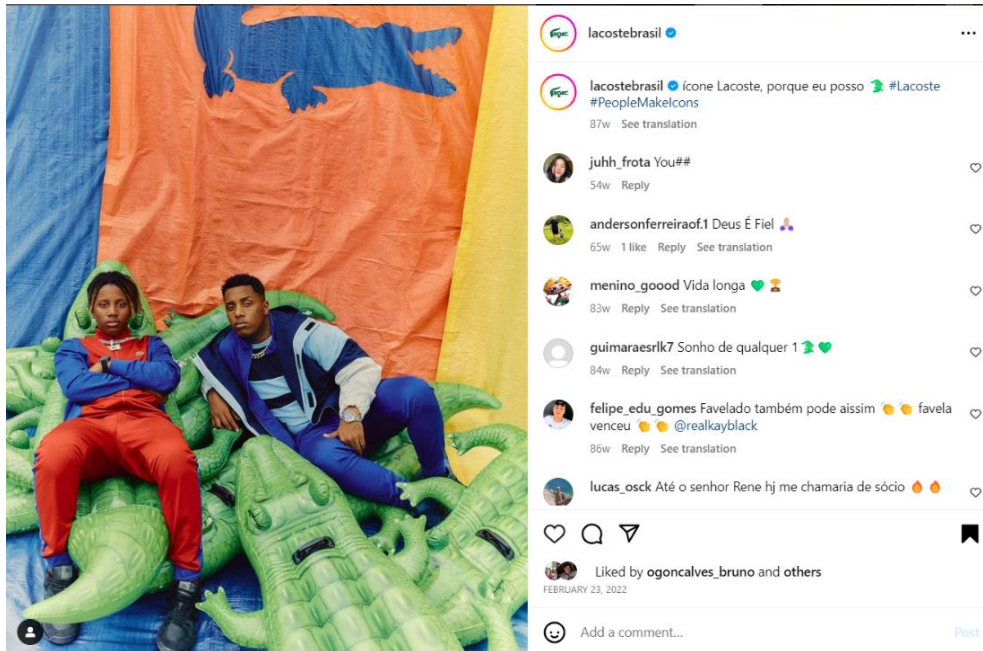 lacostebrasil
lacostebrasil ícone Lacoste, porque eu posso #Lacoste
#PeopleMakeIcons
87w See translation
juhh_frota You##
54w Reply
andersonferreiraof.1 Deus É Fiel
65w 1 like Reply See translation
menino_goood Vida longa 💚 🏆
83w Reply See translation
guimaraesrlk7 Sonho de qualquer 1 💚
84w Reply See translation
felipe_edu_gomes Favelado também pode aissim 👏 👏 favela
venceu 👏 👏 @realkayblack
86w Reply See translation
lucas_osck Até o senhor Rene hj me chamaria de sócio 🔥 🔥
Liked by ogoncalves_bruno and others
FEBRUARY 23, 2022
Add a comment...
Post